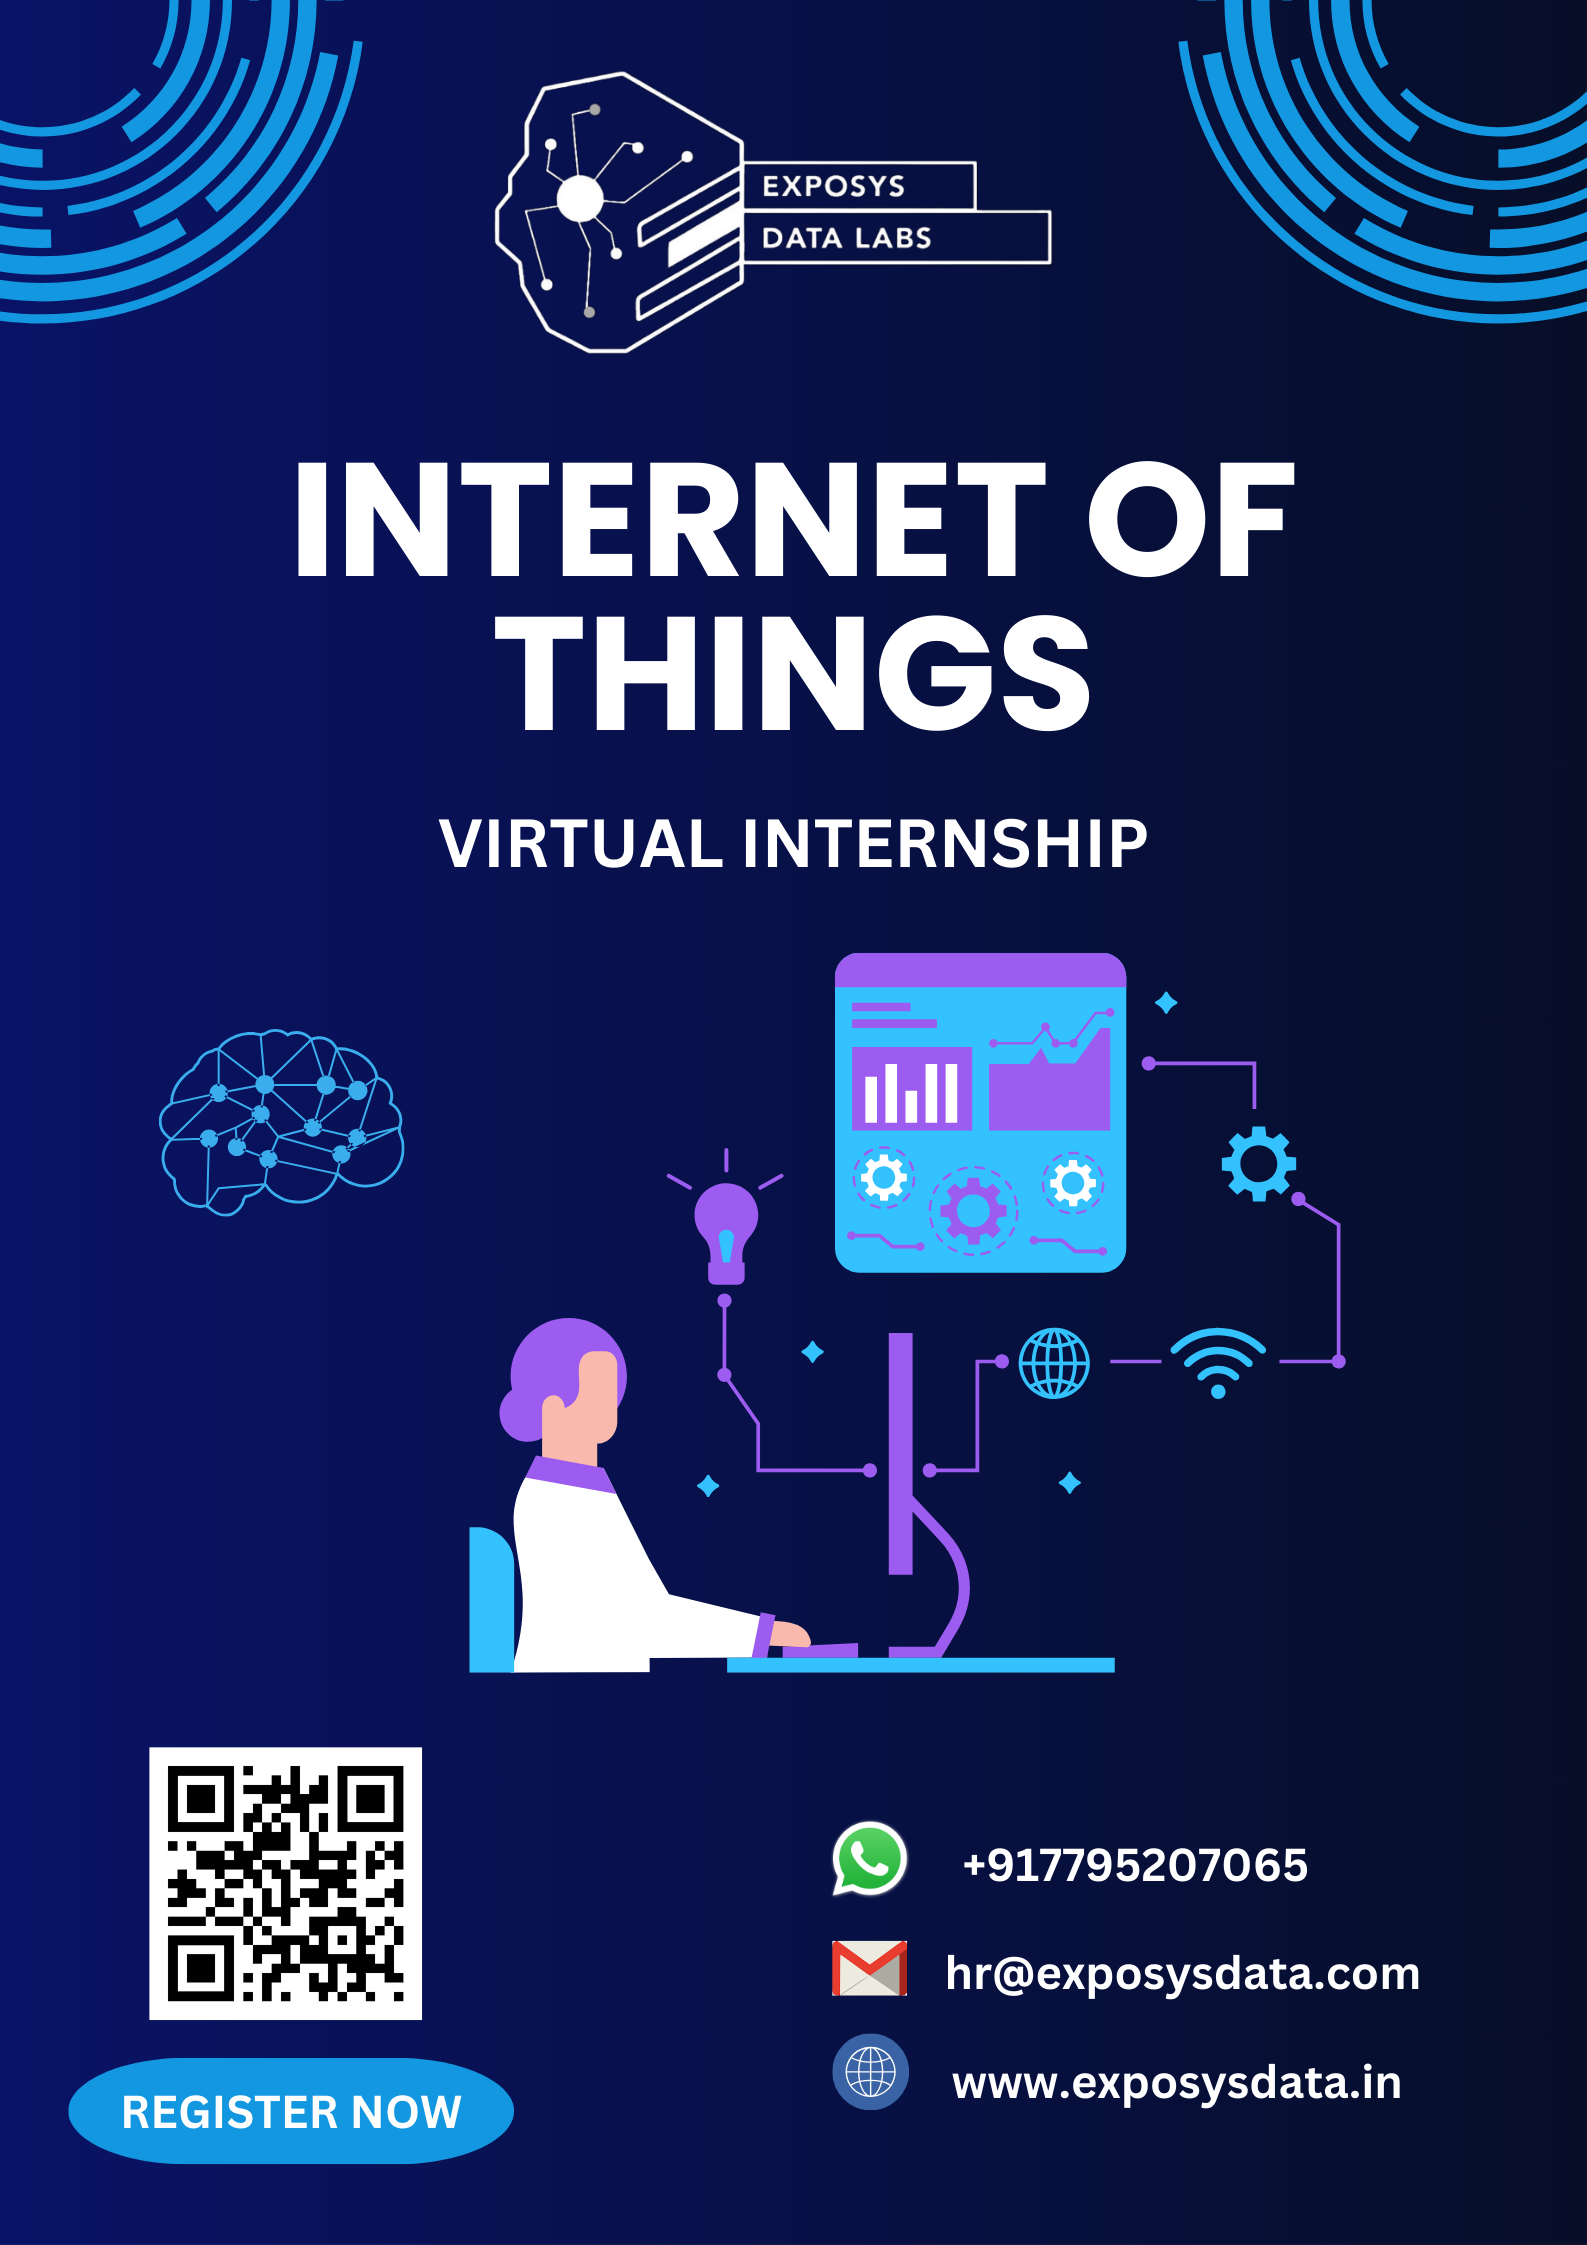 EXPOSYS
DATA LABS
INTERNET OF
THINGS
VIRTUAL INTERNSHIP
+917795207065
hr@exposysdata.com
www.exposysdata.in
REGISTER NOW